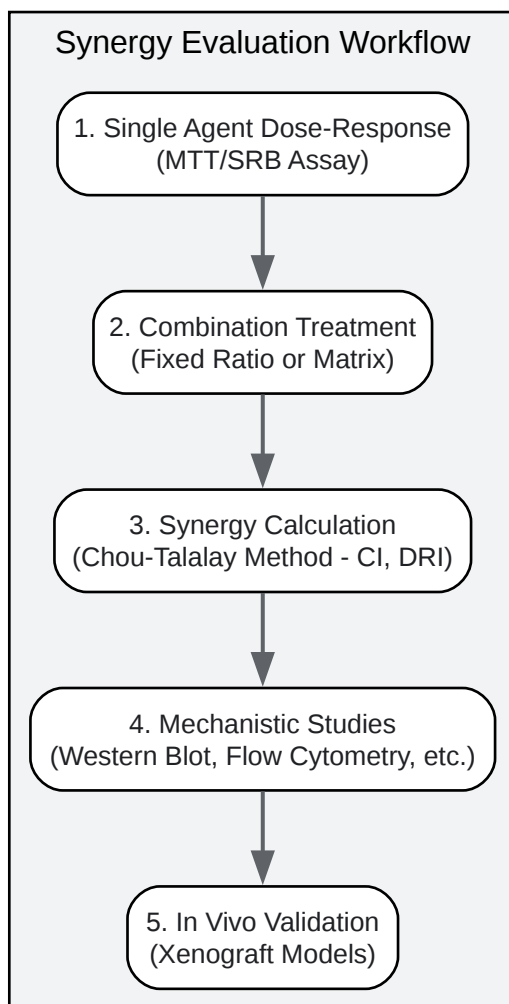 Synergy Evaluation Workflow
1. Single Agent Dose-Response
(MTT/SRB Assay)
2. Combination Treatment
(Fixed Ratio or Matrix)
3. Synergy Calculation
(Chou-Talalay Method - CI, DRI)
4. Mechanistic Studies
(Western Blot, Flow Cytometry, etc.)
5. In Vivo Validation
(Xenograft Models)